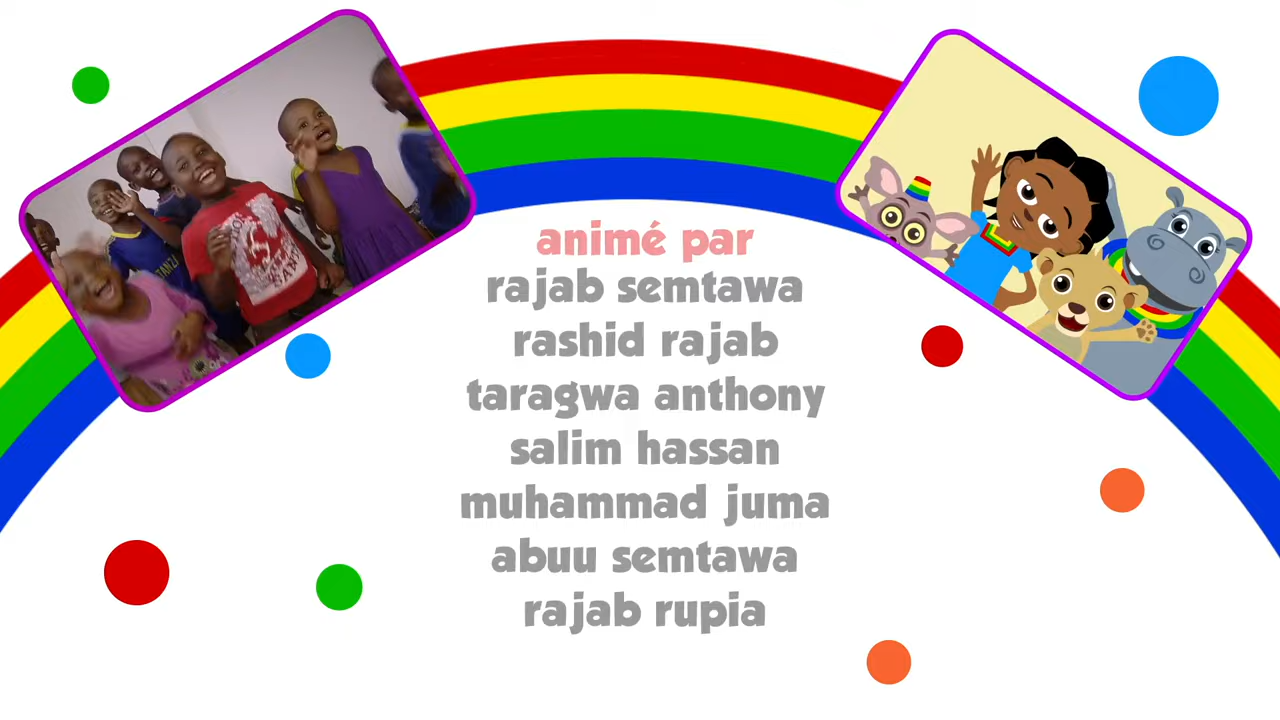 animé par
rajab semtawa
rashid rajab
taragwa anthony
salim hassan
muhammad juma
abuu semtawa
rajab rupia